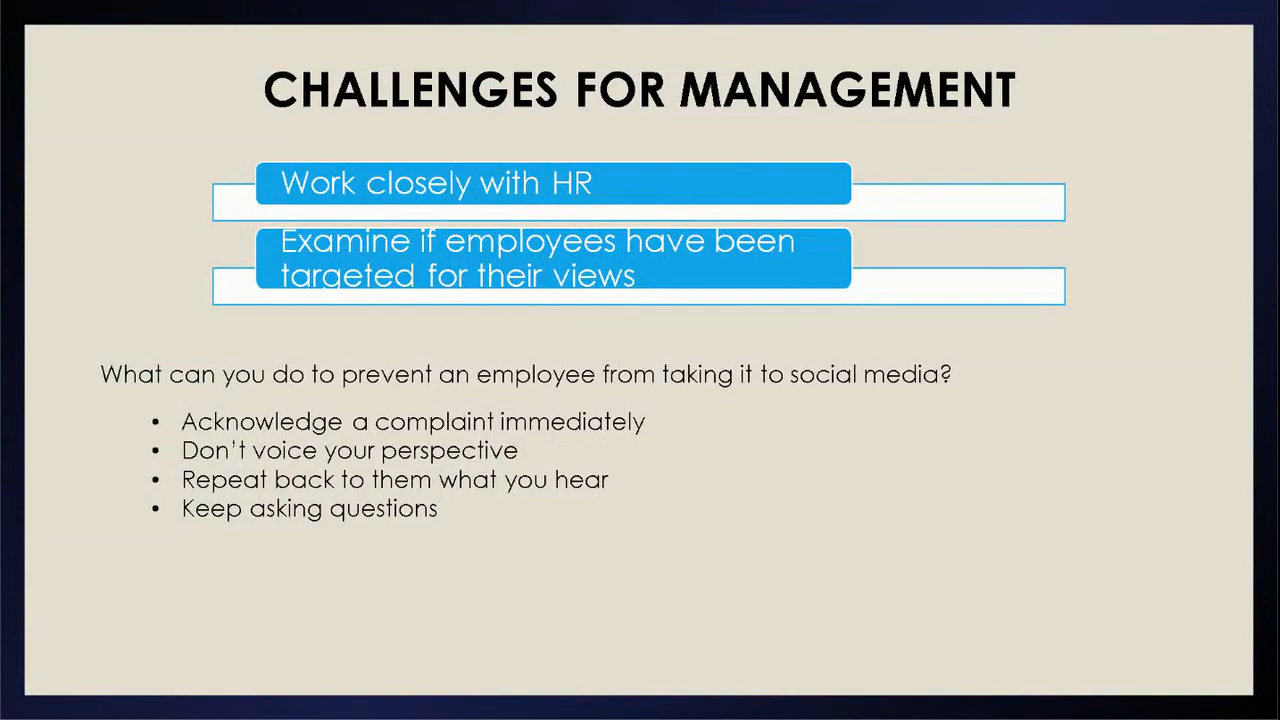 CHALLENGES FOR MANAGEMENT
Work closely with HR
Examine if employees have been
targeted for their views
What can you do to prevent an employee from taking it to social media?
• Acknowledge a complaint immediately
• Don't voice your perspective
• Repeat back to them what you hear
• Keep asking questions